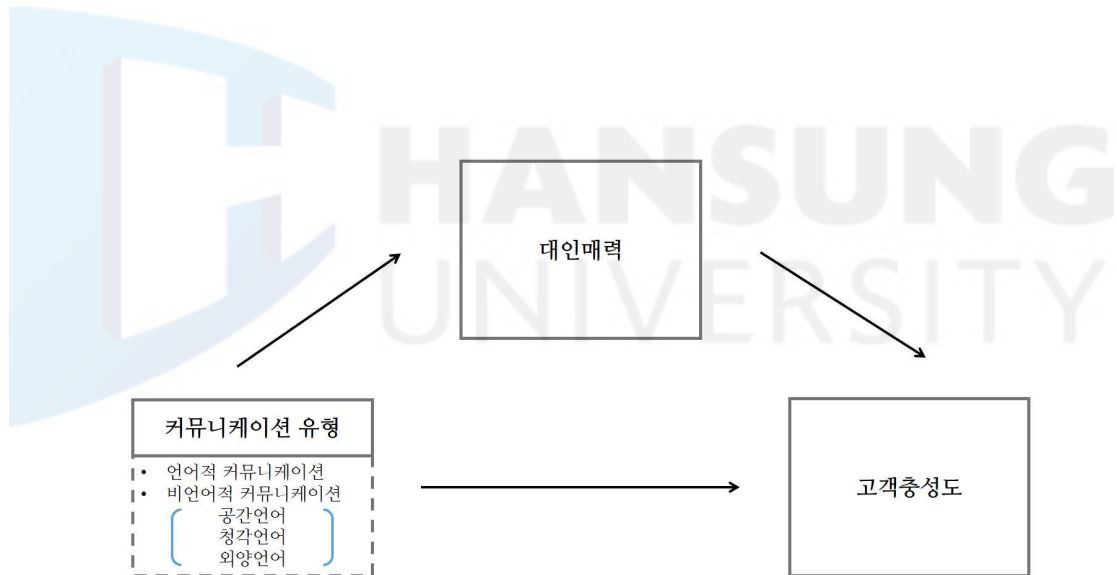 HANSUNG
UNIVERSITY
대인매력
커뮤니케이션 유형
• 언어적 커뮤니케이션
• 비언어적 커뮤니케이션
공간언어
청각언어
외양언어
고객충성도